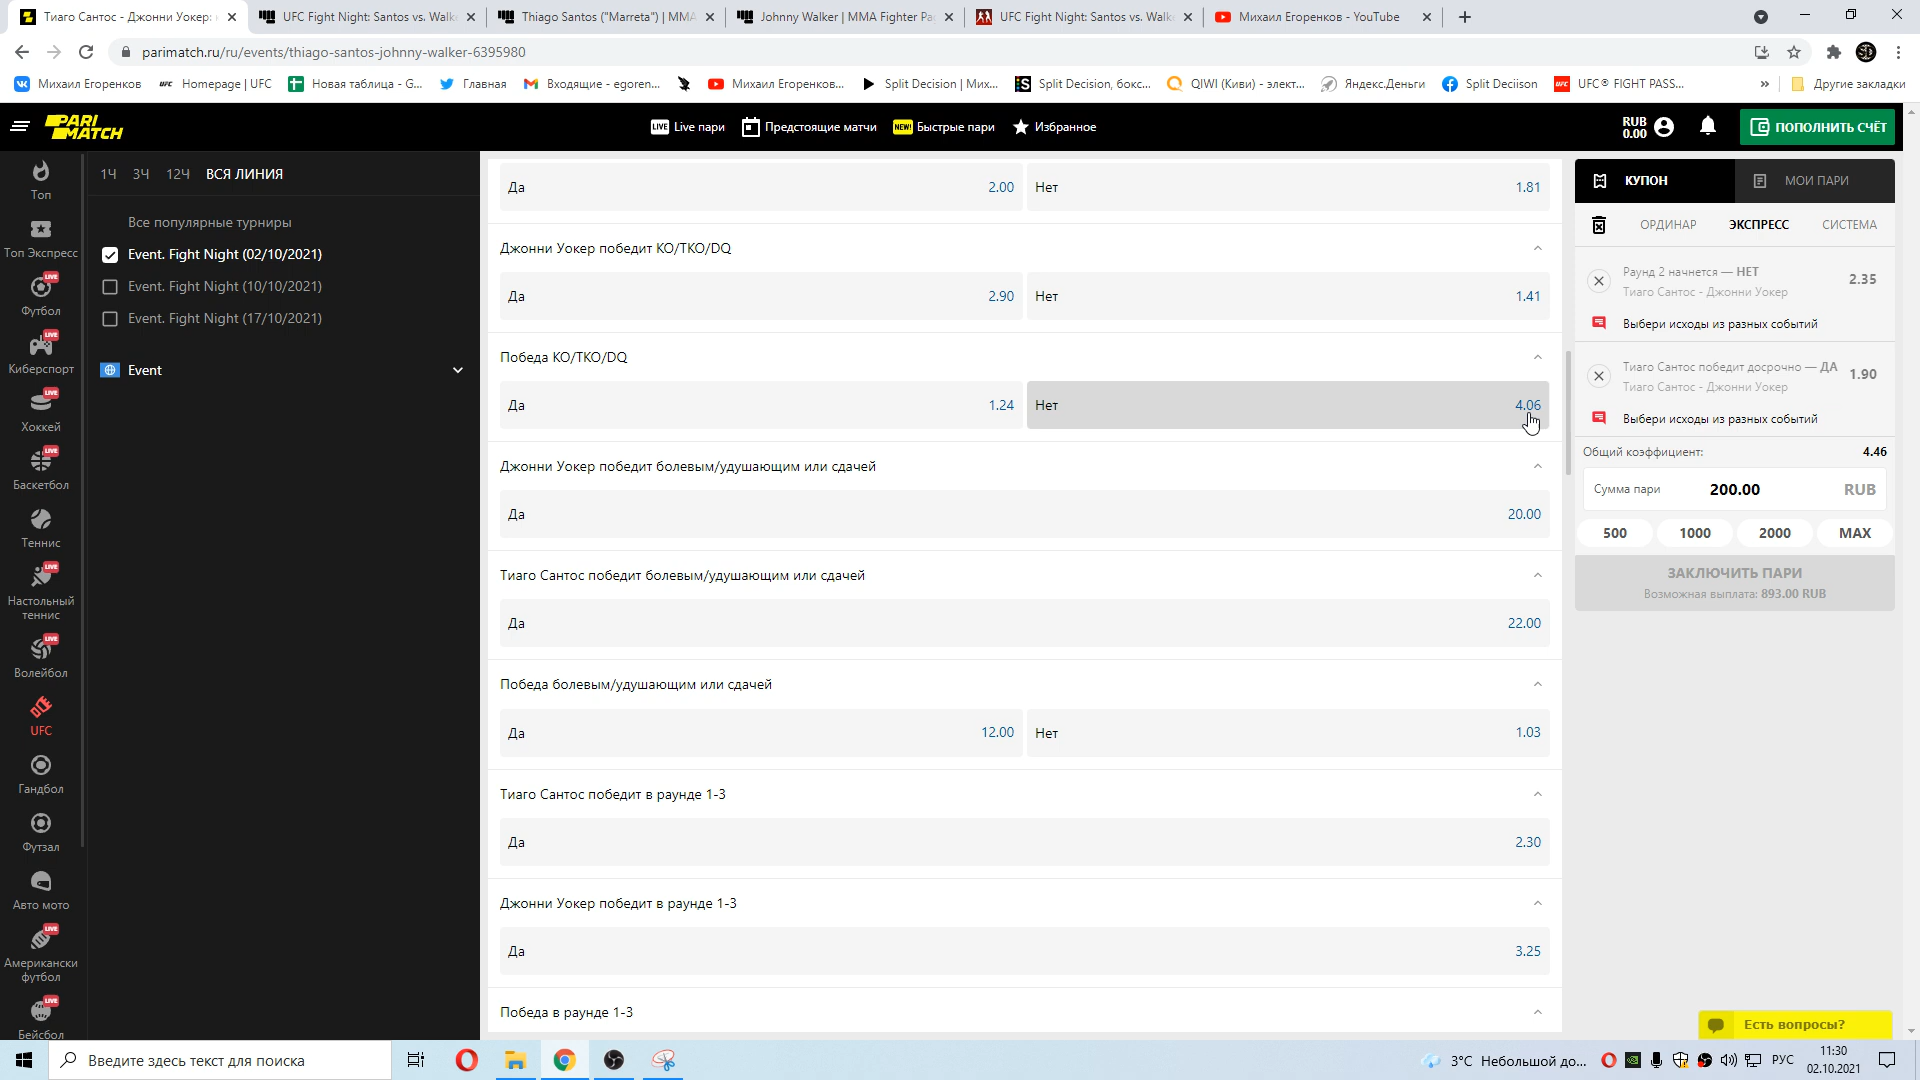 Тиаго Сантос - Джонни Уокер:
UFC Fight Night: Santos vs. Walk
Thiago Santos ("Marreta") | MMA
Johnny Walker | MMA Fighter Pa
UFC Fight Night: Santos vs. Walk
Михаил Егоренков - YouTube
parimatch.ru/ru/events/thiago-santos-johnny-walker-6395980
Михаил Егоренков
Homepage | UFC
Новая таблица - G...
Главная
Входящие - egoren...
Михаил Егоренков...
Split Decision | Мих...
Split Decision, бокс...
QIWI (Киви) - элект...
Яндекс.Деньги
Split Deciison
UFC ® FIGHT PASS...
»
Другие закладки
PARI
MATCH
LIVE Live пари
Предстоящие матчи
NEW! Быстрые пари
Избранное
RUB
0.00
ПОПОЛНИТЬ СЧЁТ
Топ
Топ Экспресс
LIVE
Футбол
LIVE
Киберспорт
LIVE
Хоккей
LIVE
Баскетбол
Теннис
LIVE
Настольный
теннис
LIVE
Волейбол
UFC
Гандбол
Футзал
Авто мото
LIVE
Американски
футбол
LIVE
Бейсбол
1Ч 3Ч 12Ч ВСЯ ЛИНИЯ
Все популярные турниры
Event. Fight Night (02/10/2021)
Event. Fight Night (10/10/2021)
Event. Fight Night (17/10/2021)
Event
Да 2.00 Нет 1.81
Джонни Уокер победит KO/TKO/DQ
Да 2.90 Нет 1.41
Победа KO/TKO/DQ
Да 1.24 Нет 4.06
Джонни Уокер победит болевым/удушающим или сдачей
Да 20.00
Тиаго Сантос победит болевым/удушающим или сдачей
Да 22.00
Победа болевым/удушающим или сдачей
Да 12.00 Нет 1.03
Тиаго Сантос победит в раунде 1-3
Да 2.30
Джонни Уокер победит в раунде 1-3
Да 3.25
Победа в раунде 1-3
КУПОН
МОИ ПАРИ
ОРДИНАР ЭКСПРЕСС СИСТЕМА
Раунд 2 начнется — НЕТ 2.35
Тиаго Сантос - Джонни Уокер
Выбери исходы из разных событий
Тиаго Сантос победит досрочно — ДА 1.90
Тиаго Сантос - Джонни Уокер
Выбери исходы из разных событий
Общий коэффициент: 4.46
Сумма пари 200.00 RUB
500 1000 2000 MAX
ЗАКЛЮЧИТЬ ПАРИ
Возможная выплата: 893.00 RUB
Есть вопросы?
Введите здесь текст для поиска
3°C Небольшой до...
РУС
11:30
02.10.2021